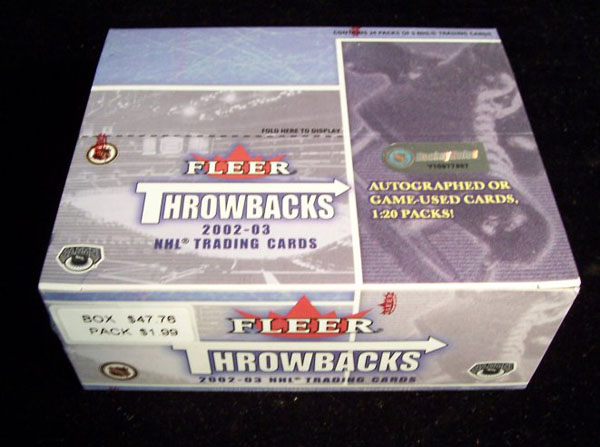 CONTAINS 24 PACKS OF 5 NHL® TRADING CARDS
FOLD HERE TO DISPLAY
FLEER
THROWBACKS
2002-03
NHL® TRADING CARDS
AUTOGRAPHED OR
GAME-USED CARDS,
1:20 PACKS!
BOX $47.76
PACK $1.99
FLEER
THROWBACKS
2002-03 NHL® TRADING CARDS